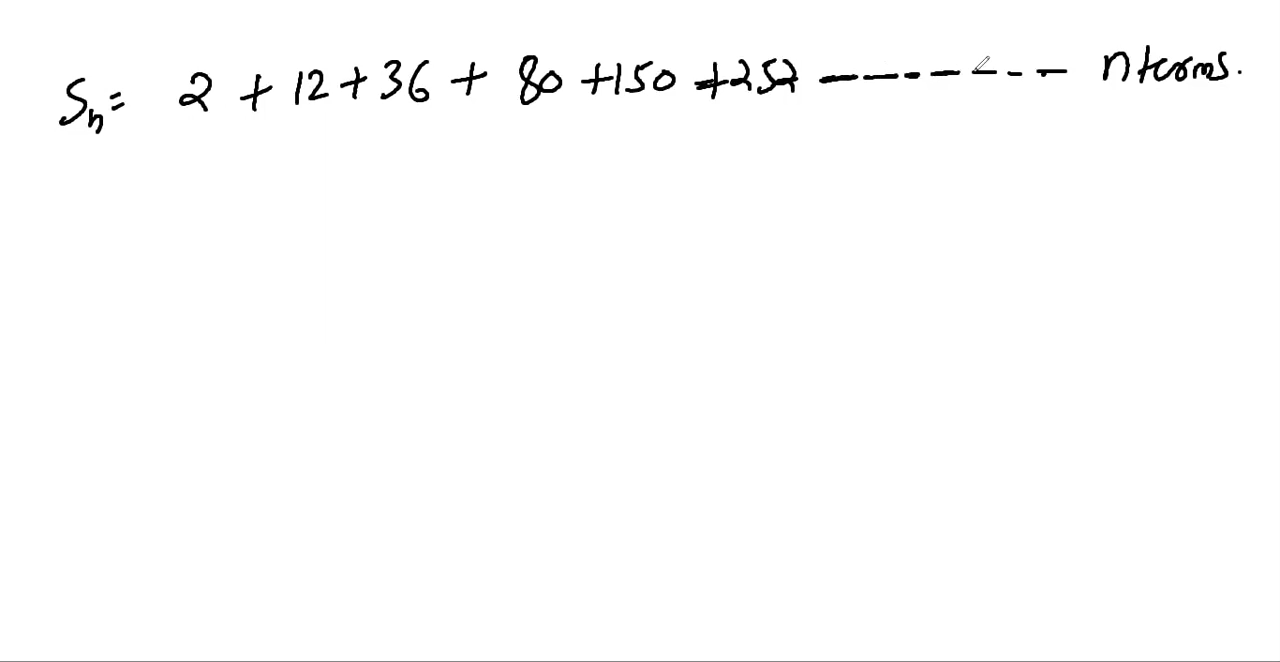 Sn = 2 + 12 + 36 + 80 + 150 + 252 ------- n terms.